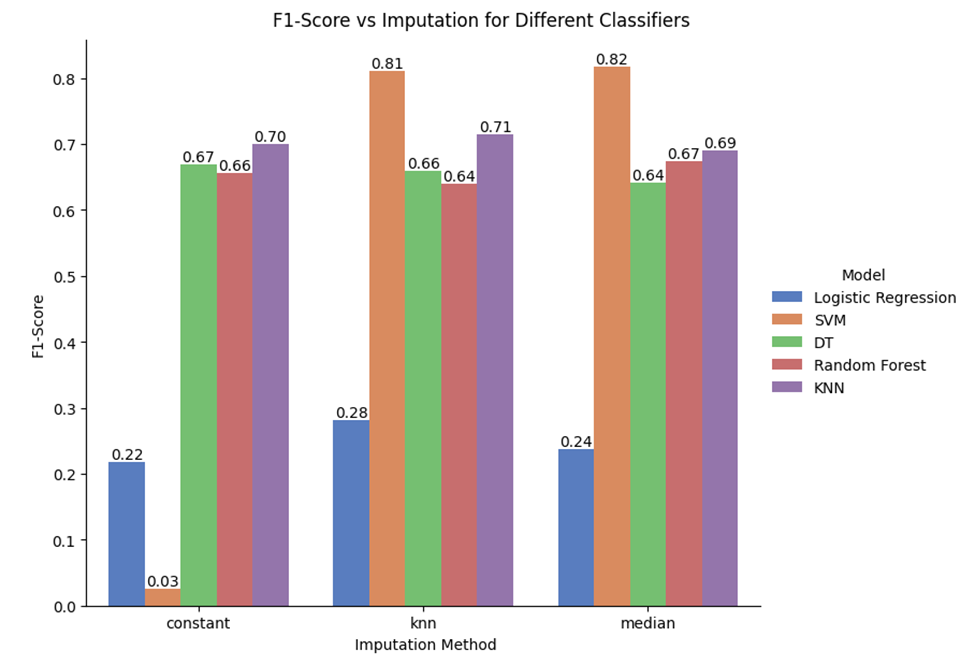 F1-Score vs Imputation for Different Classifiers
F1-Score
0.8
0.7
0.6
0.5
0.4
0.3
0.2
0.1
0.0
0.22
0.03
0.67
0.66
0.70
0.28
0.81
0.66
0.64
0.71
0.24
0.82
0.64
0.67
0.69
constant
knn
median
Imputation Method
Model
Logistic Regression
SVM
DT
Random Forest
KNN